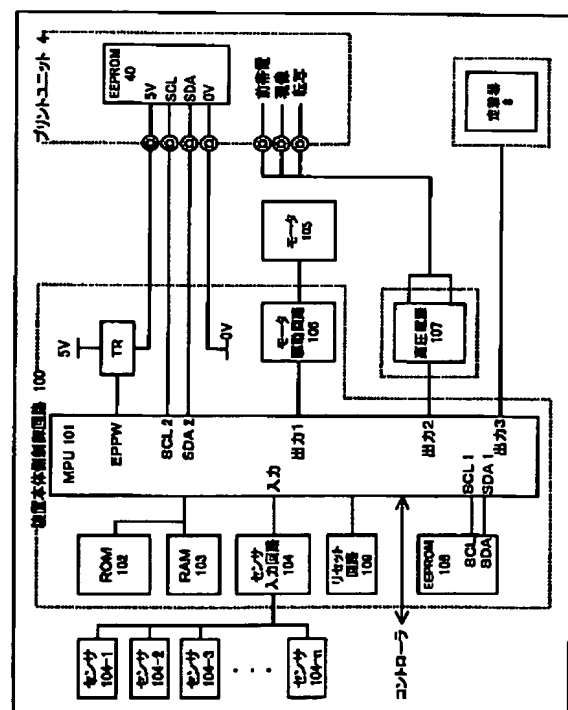 プリントユニット 4
EEPROM
40
5V
SCL
SDA
0V
前帯電
現像
転写
定着器
8
モータ
105
5V
TR
0V
モータ
駆動回路
106
高圧電源
107
装置本体側制御回路 100
MPU 101
EPPW
SCL 2
SDA 2
入力
出力1
出力2
出力3
SCL 1
SDA 1
ROM
102
RAM
103
センサ
入力回路
104
リセット
回路
109
EEPROM
108
SCL
SDA
センサ
104-1
センサ
104-2
センサ
104-3
・・・
センサ
104-n
コントローラ